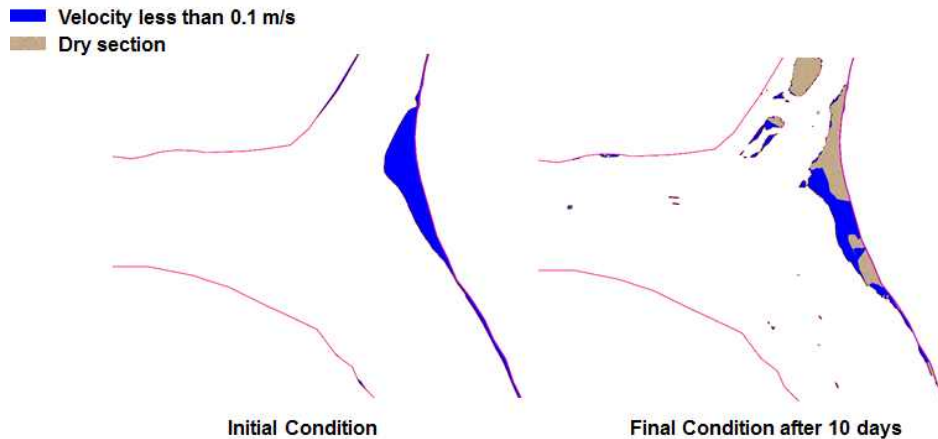 Velocity less than 0.1 m/s
Dry section
Initial Condition
Final Condition after 10 days